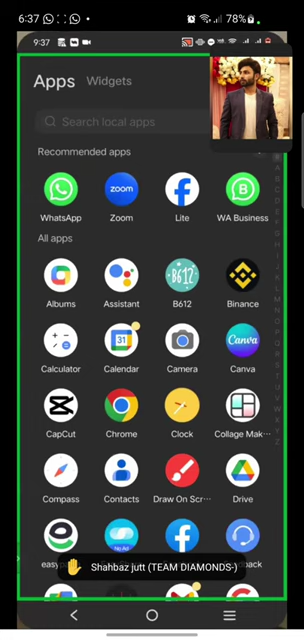 6:37
78%
9:37
Apps Widgets
Search local apps
Recommended apps
WhatsApp Zoom Lite WA Business
All apps
Albums Assistant B612 Binance
Calculator Calendar Camera Canva
CapCut Chrome Clock Collage Mak...
Compass Contacts Draw On Scr... Drive
Shahbaz jutt (TEAM DIAMONDS-)